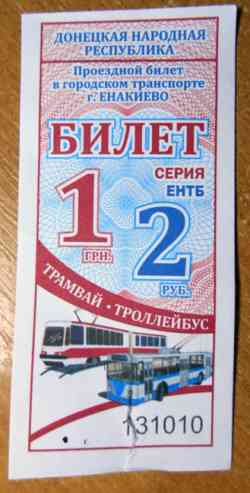 ДОНЕЦКАЯ НАРОДНАЯ
РЕСПУБЛИКА
Проездной билет
в городском транспорте
г. ЕНАКИЕВО
БИЛЕТ
СЕРИЯ
ЕНТБ
1 ГРН.
2 РУБ.
ТРАМВАЙ • ТРОЛЛЕЙБУС
131010